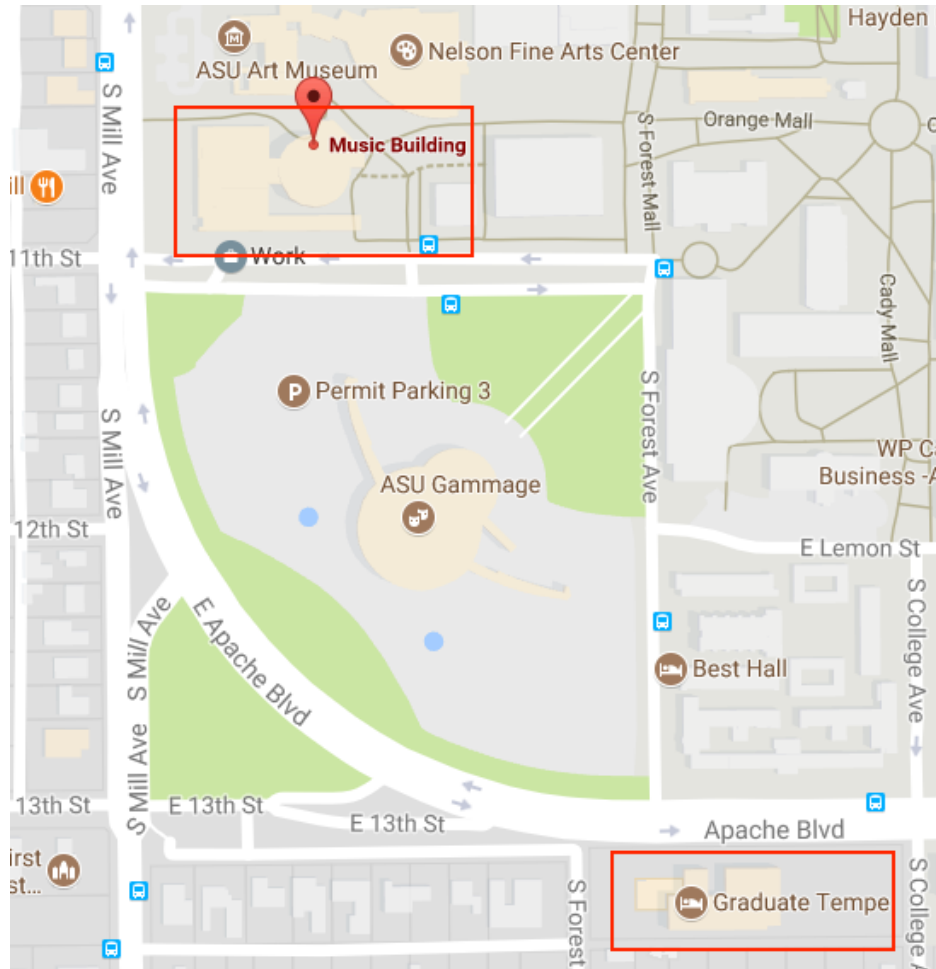 Hayden
Nelson Fine Arts Center
ASU Art Museum
S Mill Ave
Orange Mall
S Forest Mall
Music Building
ill
11th St
Work
Cady Mall
Permit Parking 3
P
S Mill Ave
S Forest Ave
WP Ca
Business -A
ASU Gammage
12th St
E Lemon St
S Mill Ave
E Apache Blvd
S College Ave
Best Hall
S Mill Ave
13th St
E 13th St
E 13th St
Apache Blvd
irst
st...
S Forest
Graduate Tempe
S College A